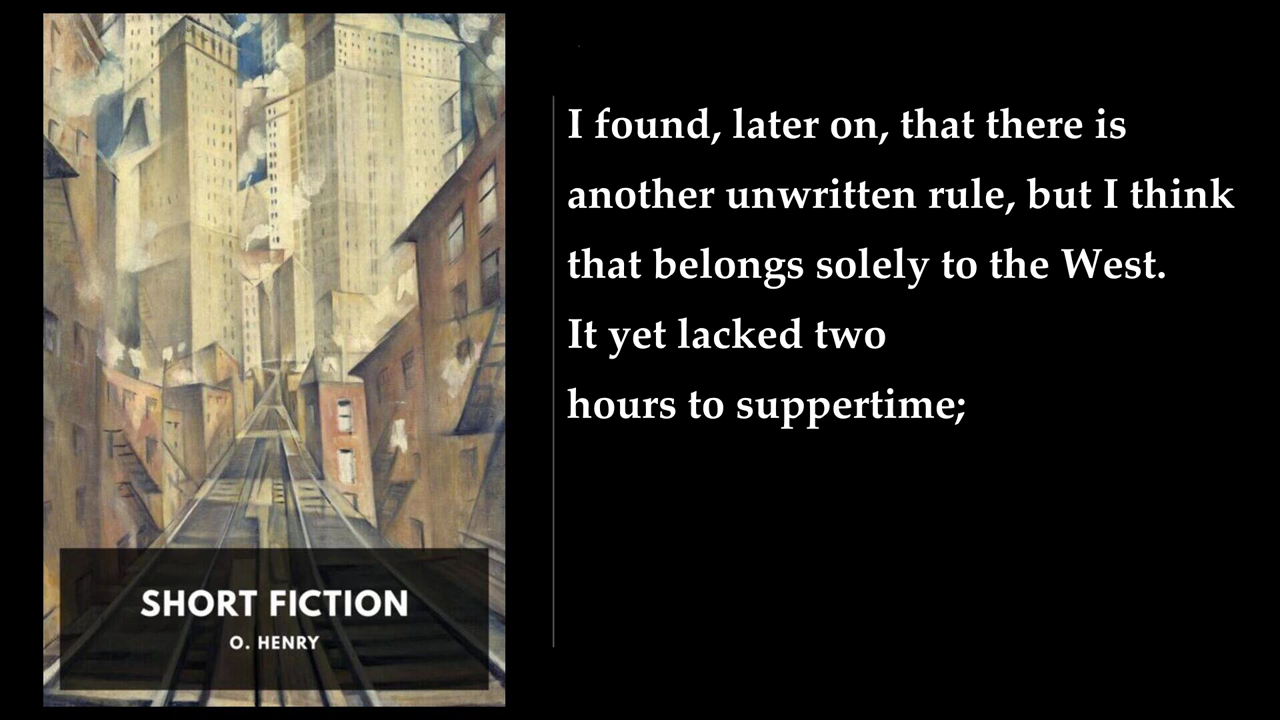 SHORT FICTION
O. HENRY
I found, later on, that there is
another unwritten rule, but I think
that belongs solely to the West.
It yet lacked two
hours to suppertime;